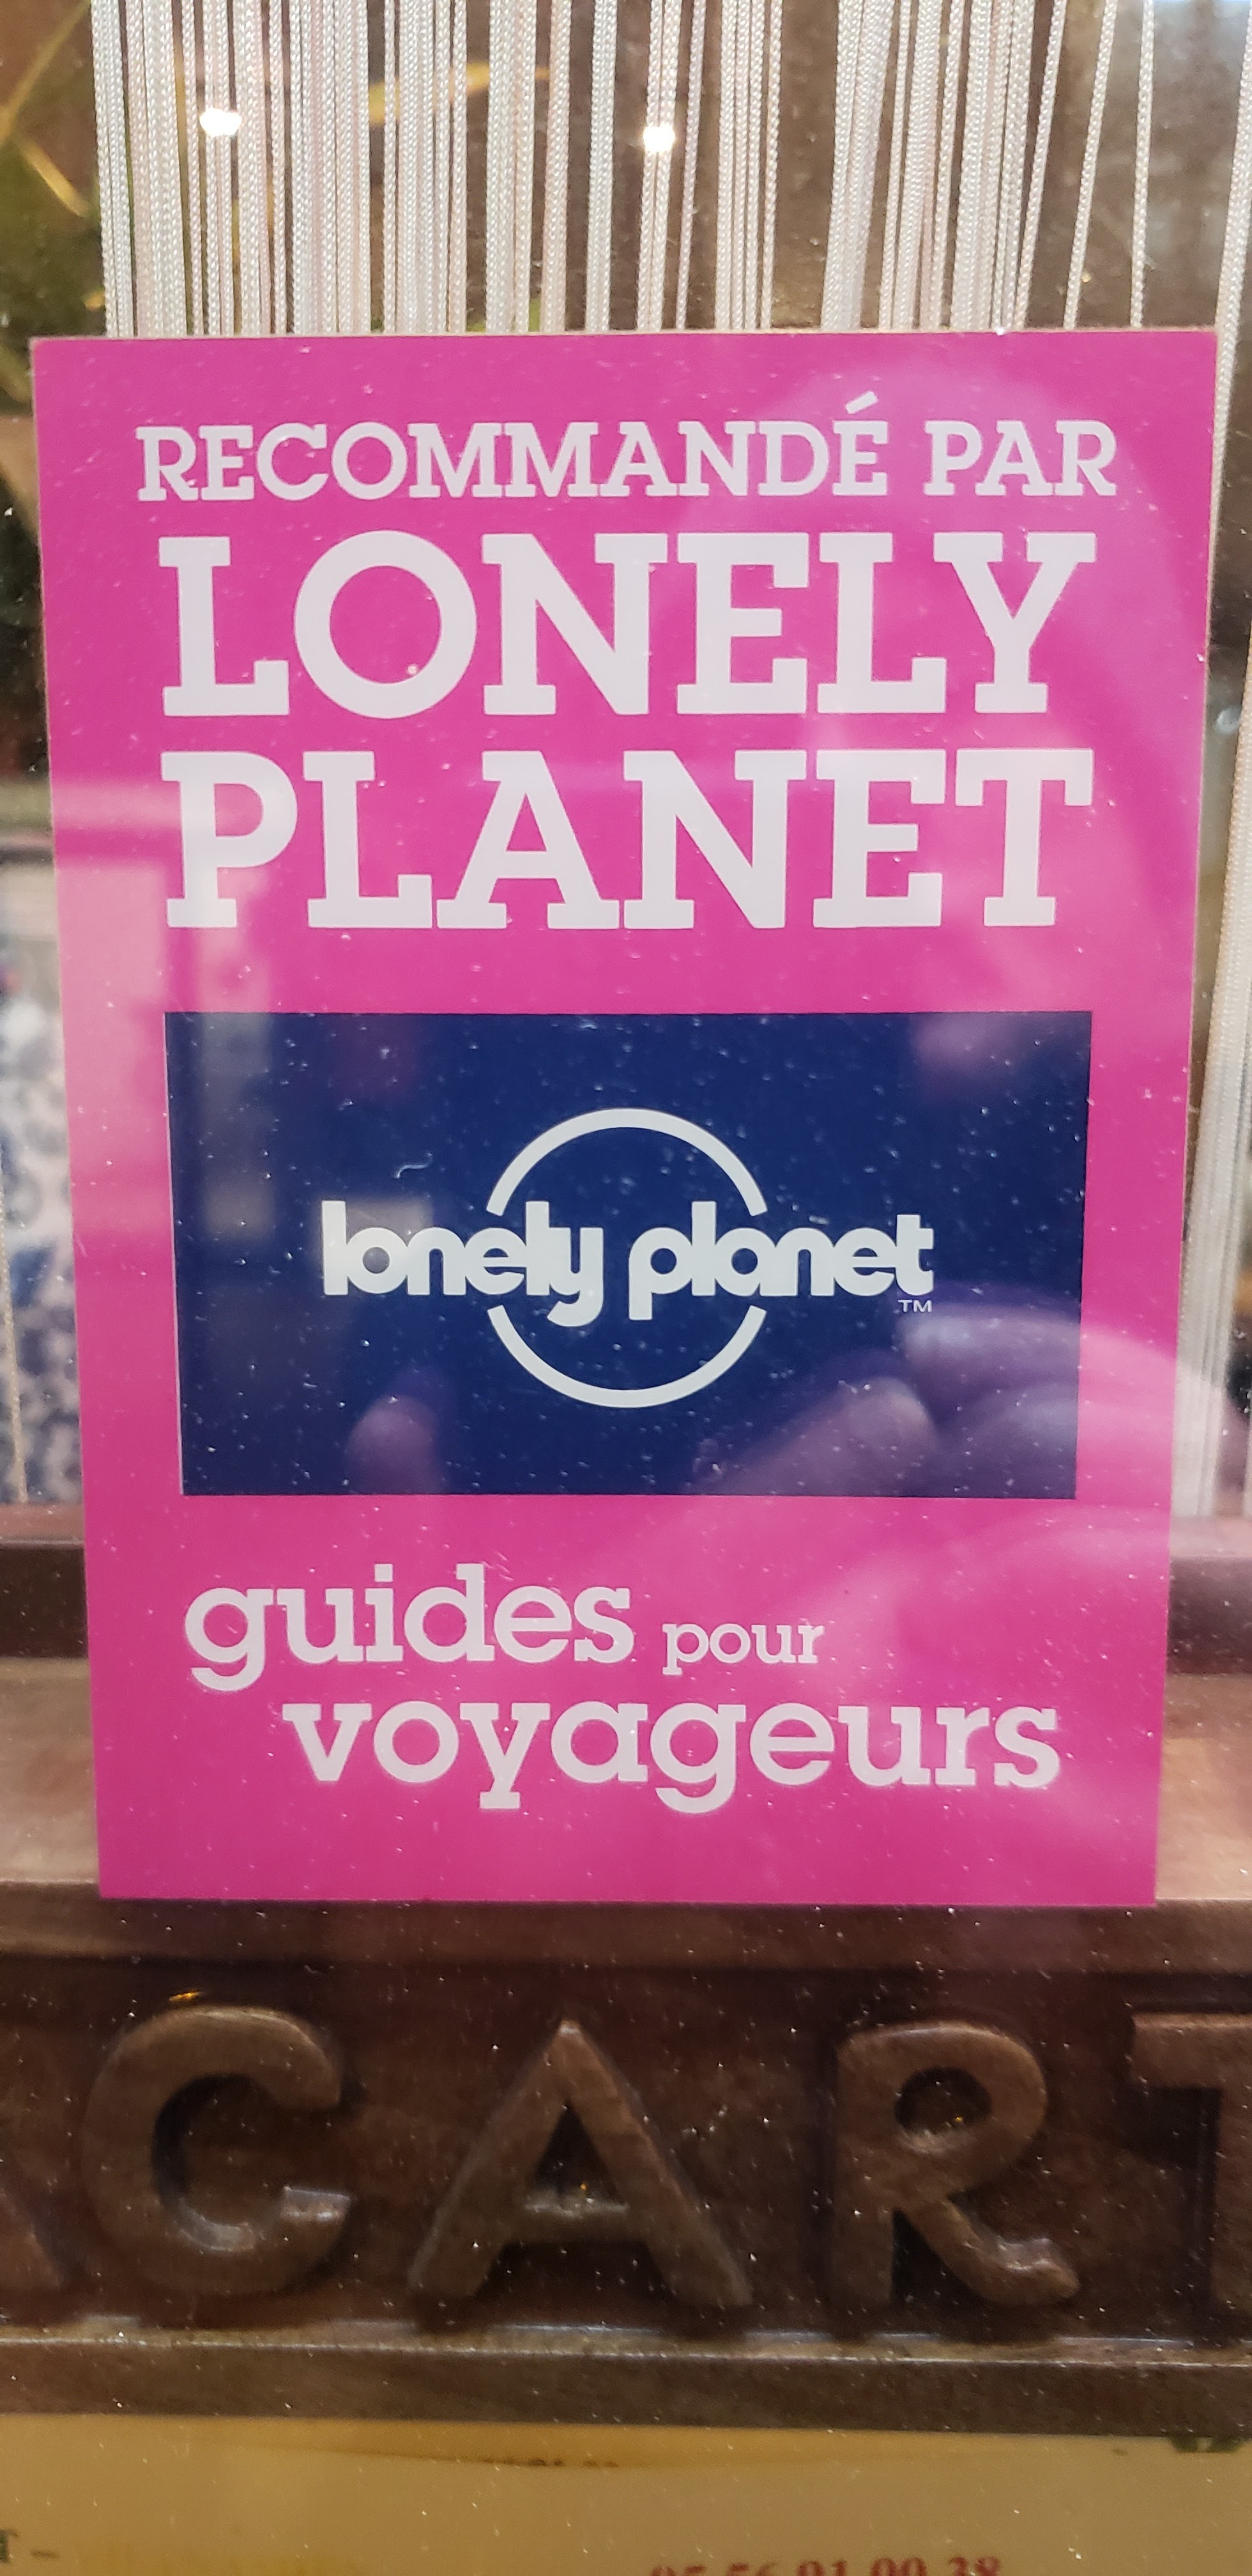 RECOMMANDÉ PAR
LONELY
PLANET
lonely planet
TM
guides pour
voyageurs
CART